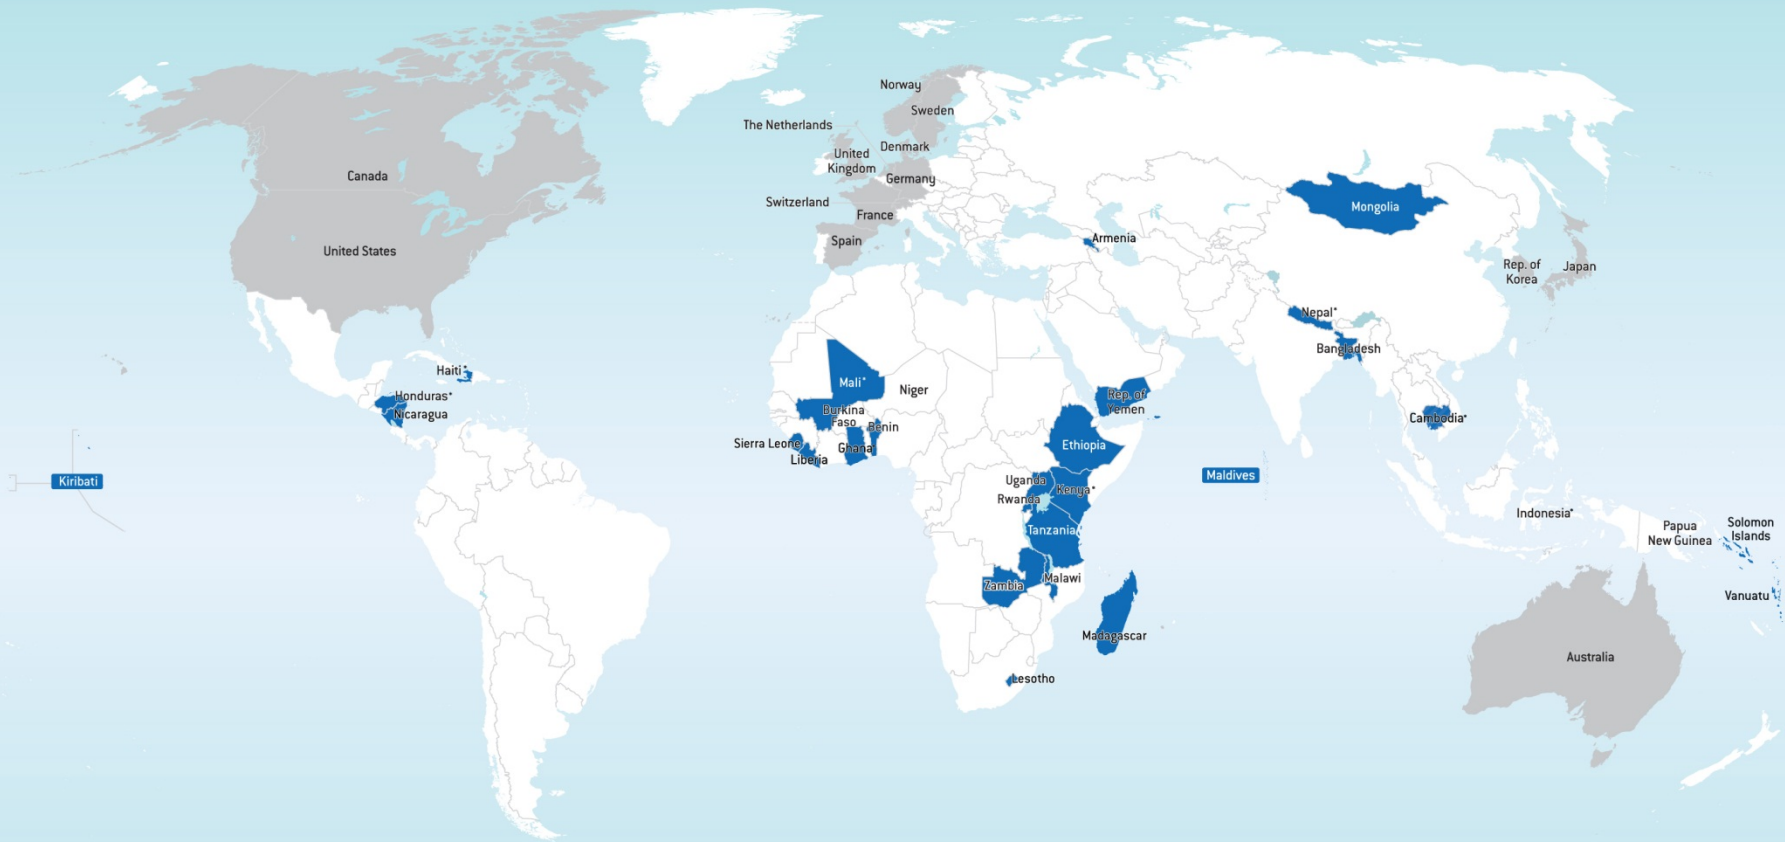 Norway
Sweden
The Netherlands
Denmark
United
Kingdom
Germany
Canada
Switzerland
France
Mongolia
Spain
Armenia
United States
Rep. of
Korea
Japan
Nepal*
Bangladesh
Haiti*
Mali*
Niger
Honduras*
Rep. of
Yemen
Nicaragua
Burkina
Faso
Benin
Cambodia*
Sierra Leone
Ghana*
Liberia
Ethiopia
Kiribati
Maldives
Uganda
Kenya*
Rwanda
Indonesia*
Tanzania
Papua
New Guinea
Solomon
Islands
Zambia
Malawi
Vanuatu
Madagascar
Australia
Lesotho